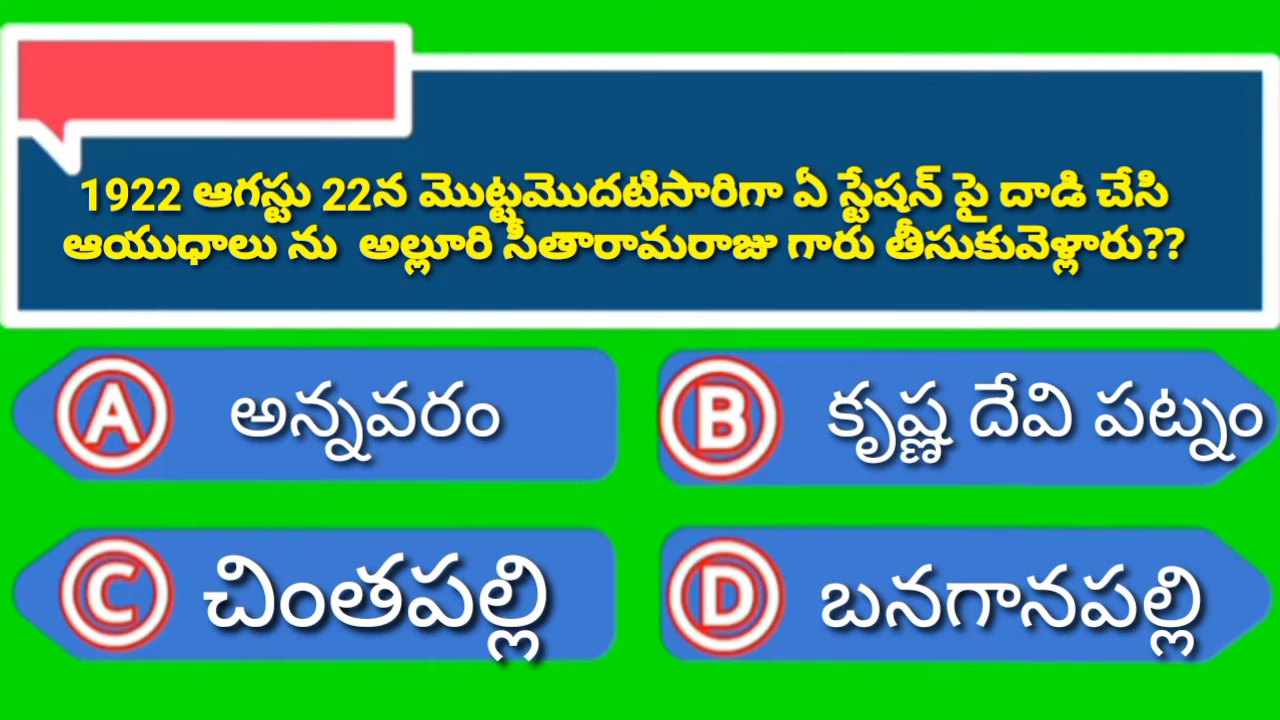 1922 ఆగస్టు 22న మొట్టమొదటిసారిగా ఏ స్టేషన్ పై దాడి చేసి
ఆయుధాలు ను అల్లూరి సీతారామరాజు గారు తీసుకువెళ్లారు??
A అన్నవరం
B కృష్ణ దేవి పట్నం
C చింతపల్లి
D బనగానపల్లి